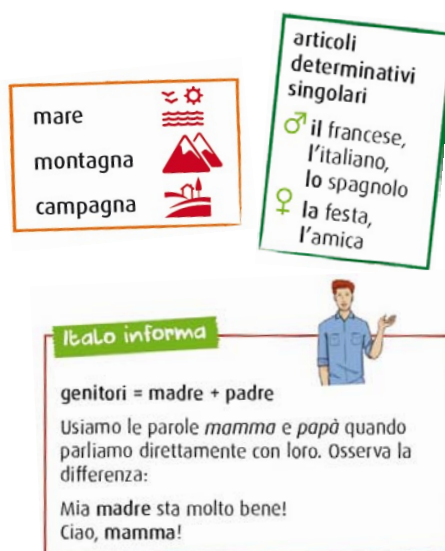 mare
montagna
campagna
articoli
determinativi
singolari
♂ il francese,
l'italiano,
lo spagnolo
♀ la festa,
l'amica
Italo informa
genitori = madre + padre
Usiamo le parole mamma e papà quando
parliamo direttamente con loro. Osserva la
differenza:
Mia madre sta molto bene!
Ciao, mamma!